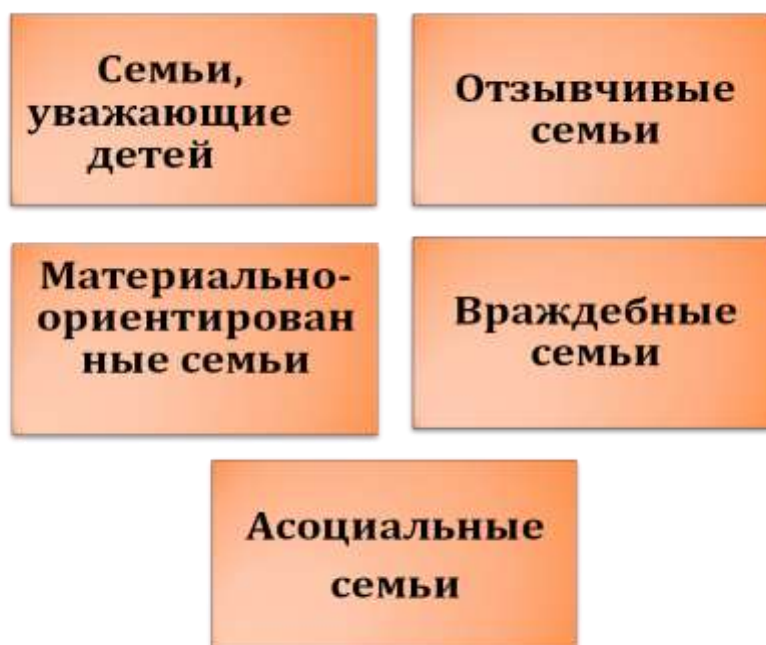 Семьи,
уважающие
детей
Отзывчивые
семьи
Материально-
ориентирован
ные семьи
Враждебные
семьи
Асоциальные
семьи